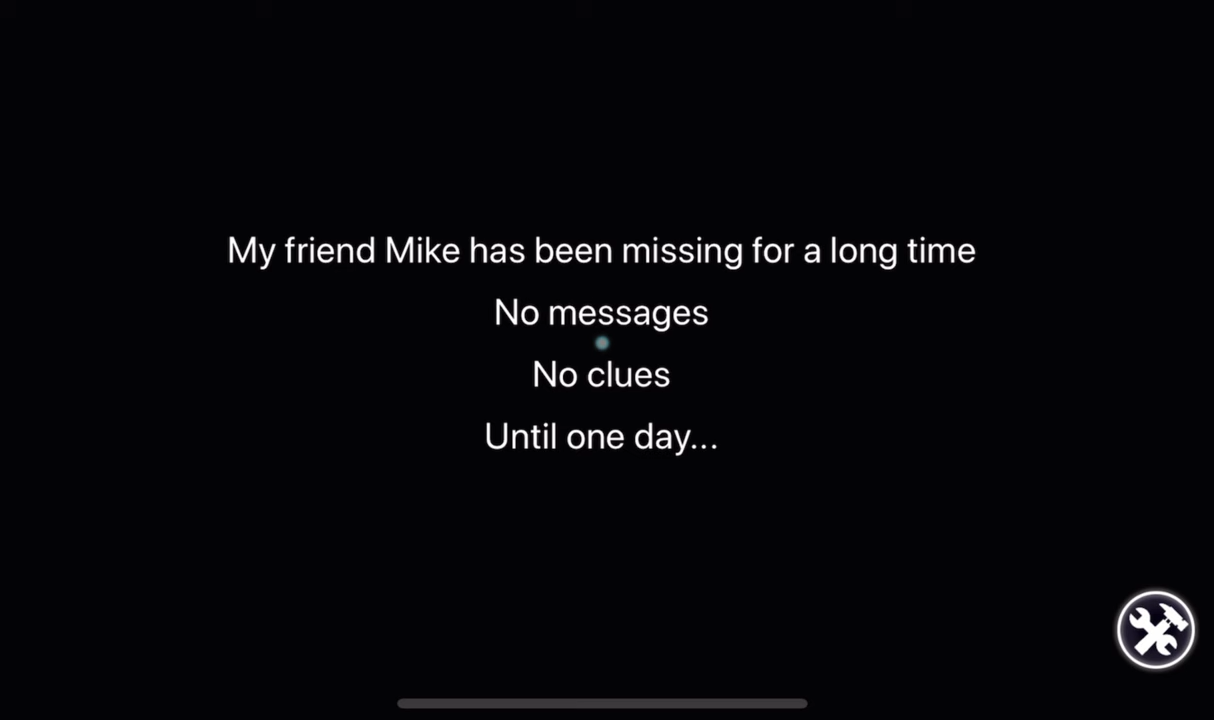 My friend Mike has been missing for a long time
No messages
No clues
Until one day...